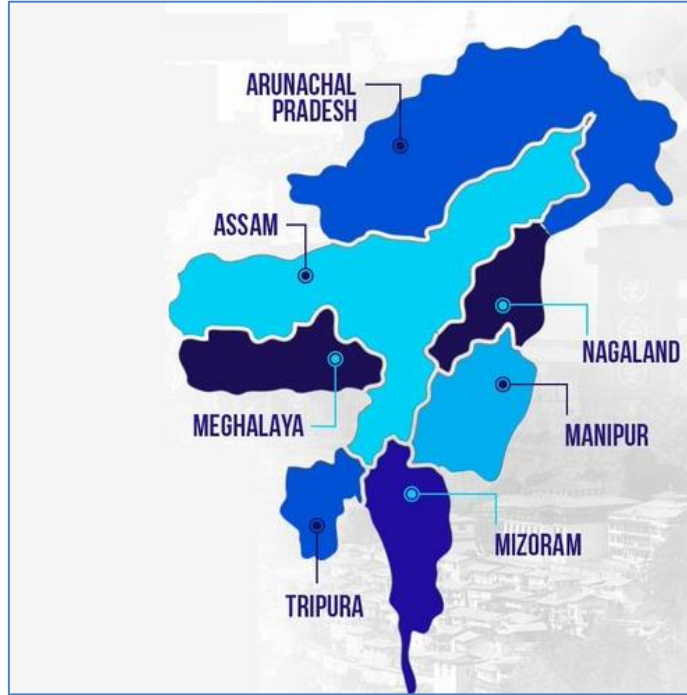 ARUNACHAL
PRADESH
ASSAM
NAGALAND
MEGHALAYA
MANIPUR
MIZORAM
TRIPURA